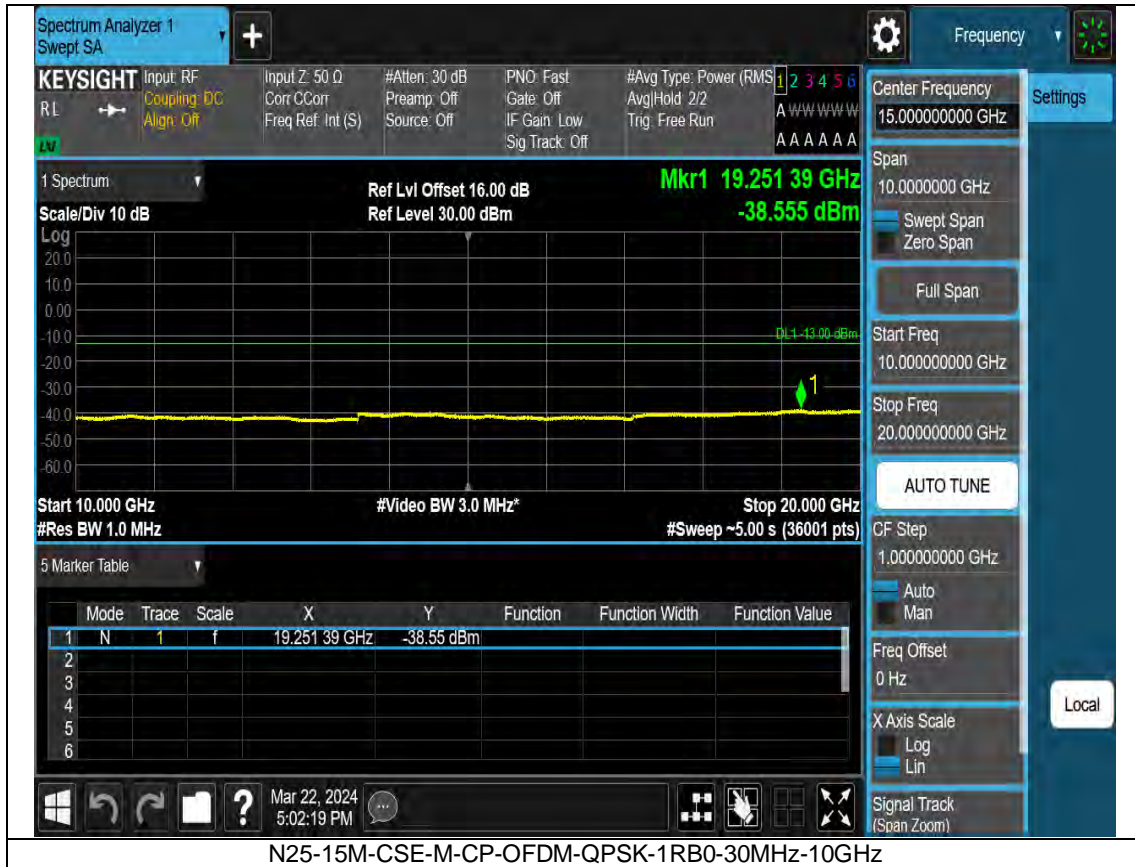 Spectrum Analyzer 1
Swept SA
Frequency
KEYSIGHT
RL
LXI
Input: RF
Coupling: DC
Align: Off
Input Z: 50 Ω
Corr CCorr
Freq Ref: Int (S)
#Atten: 30 dB
Preamp: Off
Source: Off
PNO: Fast
Gate: Off
IF Gain: Low
Sig Track: Off
#Avg Type: Power (RMS
Avg|Hold: 2/2
Trig: Free Run
1 2 3 4 5 6
A W W W W W
A A A A A A
1 Spectrum
Scale/Div 10 dB
Ref Lvl Offset 16.00 dB
Ref Level 30.00 dBm
Mkr1 19.251 39 GHz
-38.555 dBm
Log
20.0
10.0
0.00
-10.0
-20.0
-30.0
-40.0
-50.0
-60.0
DL1 -13.00 dBm
1
Start 10.000 GHz
#Res BW 1.0 MHz
#Video BW 3.0 MHz*
Stop 20.000 GHz
#Sweep ~5.00 s (36001 pts)
5 Marker Table
Mode Trace Scale X Y Function Function Width Function Value
1 N 1 f 19.251 39 GHz -38.55 dBm
2
3
4
5
6
Mar 22, 2024
5:02:19 PM
?
Center Frequency
15.000000000 GHz
Settings
Span
10.0000000 GHz
Swept Span
Zero Span
Full Span
Start Freq
10.000000000 GHz
Stop Freq
20.000000000 GHz
AUTO TUNE
CF Step
1.000000000 GHz
Auto
Man
Freq Offset
0 Hz
X Axis Scale
Log
Lin
Local
Signal Track
(Span Zoom)
N25-15M-CSE-M-CP-OFDM-QPSK-1RB0-30MHz-10GHz